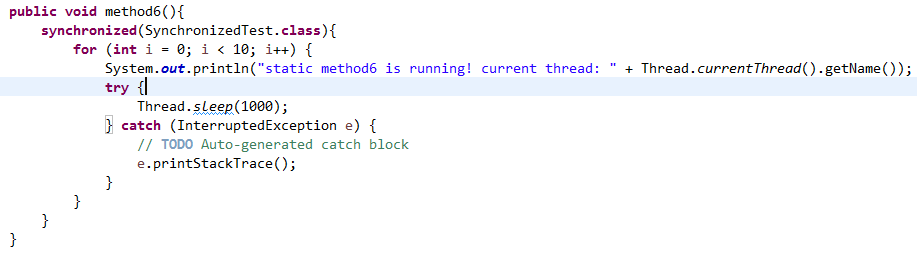 public void method6(){
    synchronized(SynchronizedTest.class){
        for (int i = 0; i < 10; i++) {
            System.out.println("static method6 is running! current thread: " + Thread.currentThread().getName());
            try {
                Thread.sleep(1000);
            } catch (InterruptedException e) {
                // TODO Auto-generated catch block
                e.printStackTrace();
            }
        }
    }
}